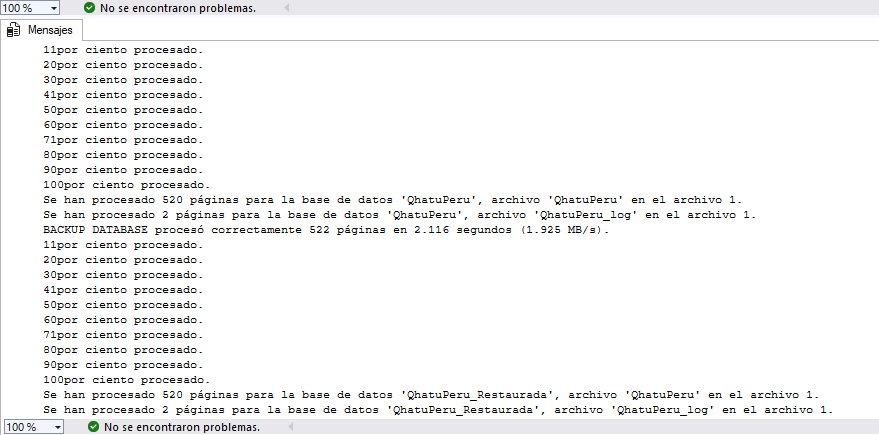 100 %
No se encontraron problemas.
Mensajes
11por ciento procesado.
20por ciento procesado.
30por ciento procesado.
41por ciento procesado.
50por ciento procesado.
60por ciento procesado.
71por ciento procesado.
80por ciento procesado.
90por ciento procesado.
100por ciento procesado.
Se han procesado 520 páginas para la base de datos 'QhatuPeru', archivo 'QhatuPeru' en el archivo 1.
Se han procesado 2 páginas para la base de datos 'QhatuPeru', archivo 'QhatuPeru_log' en el archivo 1.
BACKUP DATABASE procesó correctamente 522 páginas en 2.116 segundos (1.925 MB/s).
11por ciento procesado.
20por ciento procesado.
30por ciento procesado.
41por ciento procesado.
50por ciento procesado.
60por ciento procesado.
71por ciento procesado.
80por ciento procesado.
90por ciento procesado.
100por ciento procesado.
Se han procesado 520 páginas para la base de datos 'QhatuPeru_Restaurada', archivo 'QhatuPeru' en el archivo 1.
Se han procesado 2 páginas para la base de datos 'QhatuPeru_Restaurada', archivo 'QhatuPeru_log' en el archivo 1.
100 %
No se encontraron problemas.